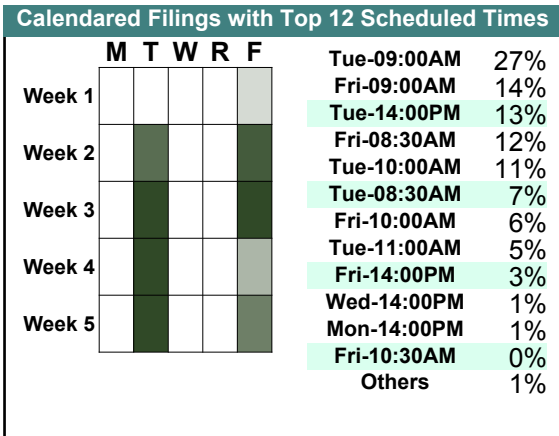 Calendared Filings with Top 12 Scheduled Times
M T W R F
Week 1
Week 2
Week 3
Week 4
Week 5
Tue-09:00AM 27%
Fri-09:00AM 14%
Tue-14:00PM 13%
Fri-08:30AM 12%
Tue-10:00AM 11%
Tue-08:30AM 7%
Fri-10:00AM 6%
Tue-11:00AM 5%
Fri-14:00PM 3%
Wed-14:00PM 1%
Mon-14:00PM 1%
Fri-10:30AM 0%
Others 1%